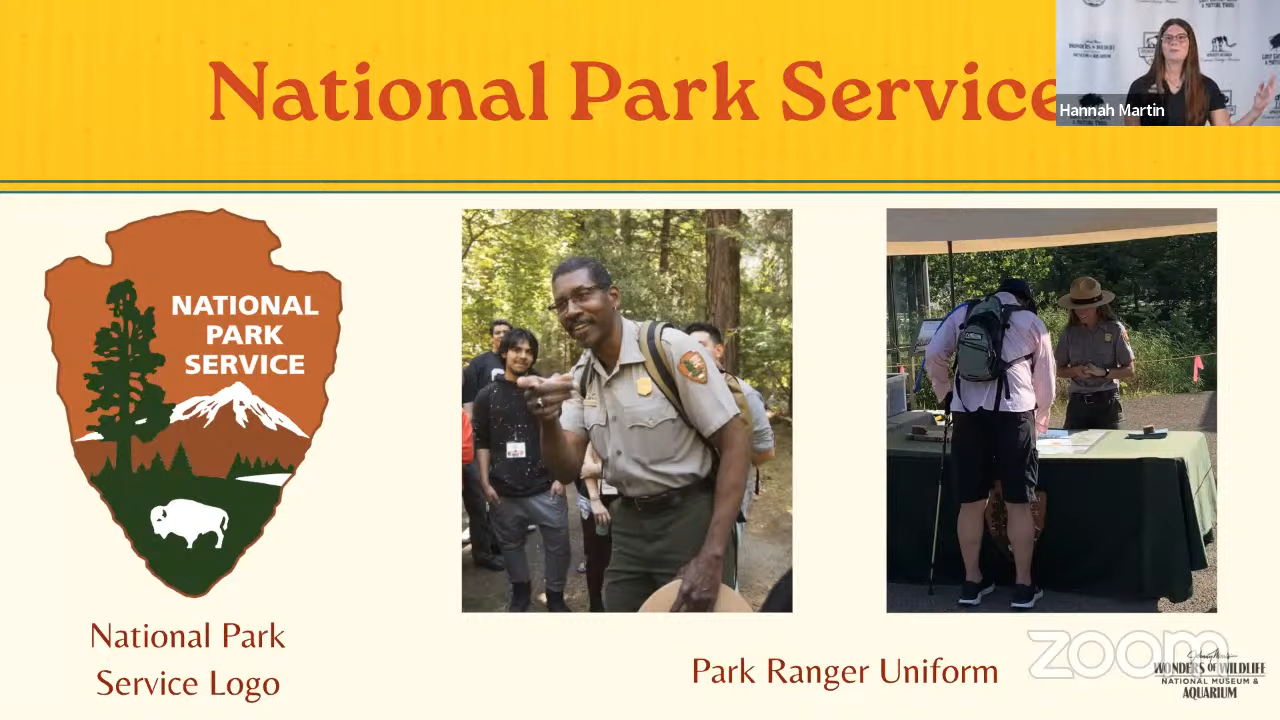 National Park Service
Hannah Martin
NATIONAL
PARK
SERVICE
National Park
Service Logo
Park Ranger Uniform
zoom
WONDERS OF WILDLIFE
NATIONAL MUSEUM &
AQUARIUM